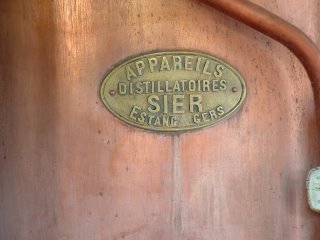 APPAREILS
DISTILLATOIRES
SIER
ESTANG . GERS